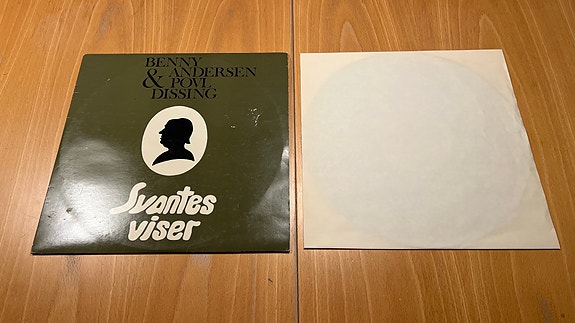 BENNY
& ANDERSEN
POVL
DISSING
Svantes
viser